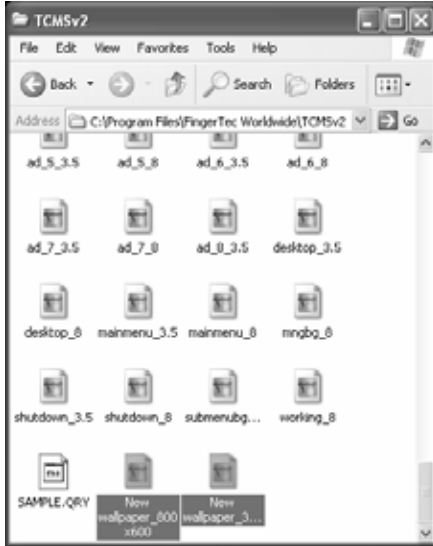 TCMSv2
File Edit View Favorites Tools Help
Back Search Folders
Address C:\Program Files\FingerTec Worldwide\TCMSv2 Go
ad_5_3.5 ad_5_8 ad_6_3.5 ad_6_8
ad_7_3.5 ad_7_8 ad_8_3.5 desktop_3.5
desktop_8 mainmenu_3.5 mainmenu_8 mngbg_8
shutdown_3.5 shutdown_8 submenubg... working_8
SAMPLE.QRY New New
wallpaper_800 wallpaper_3...
x600